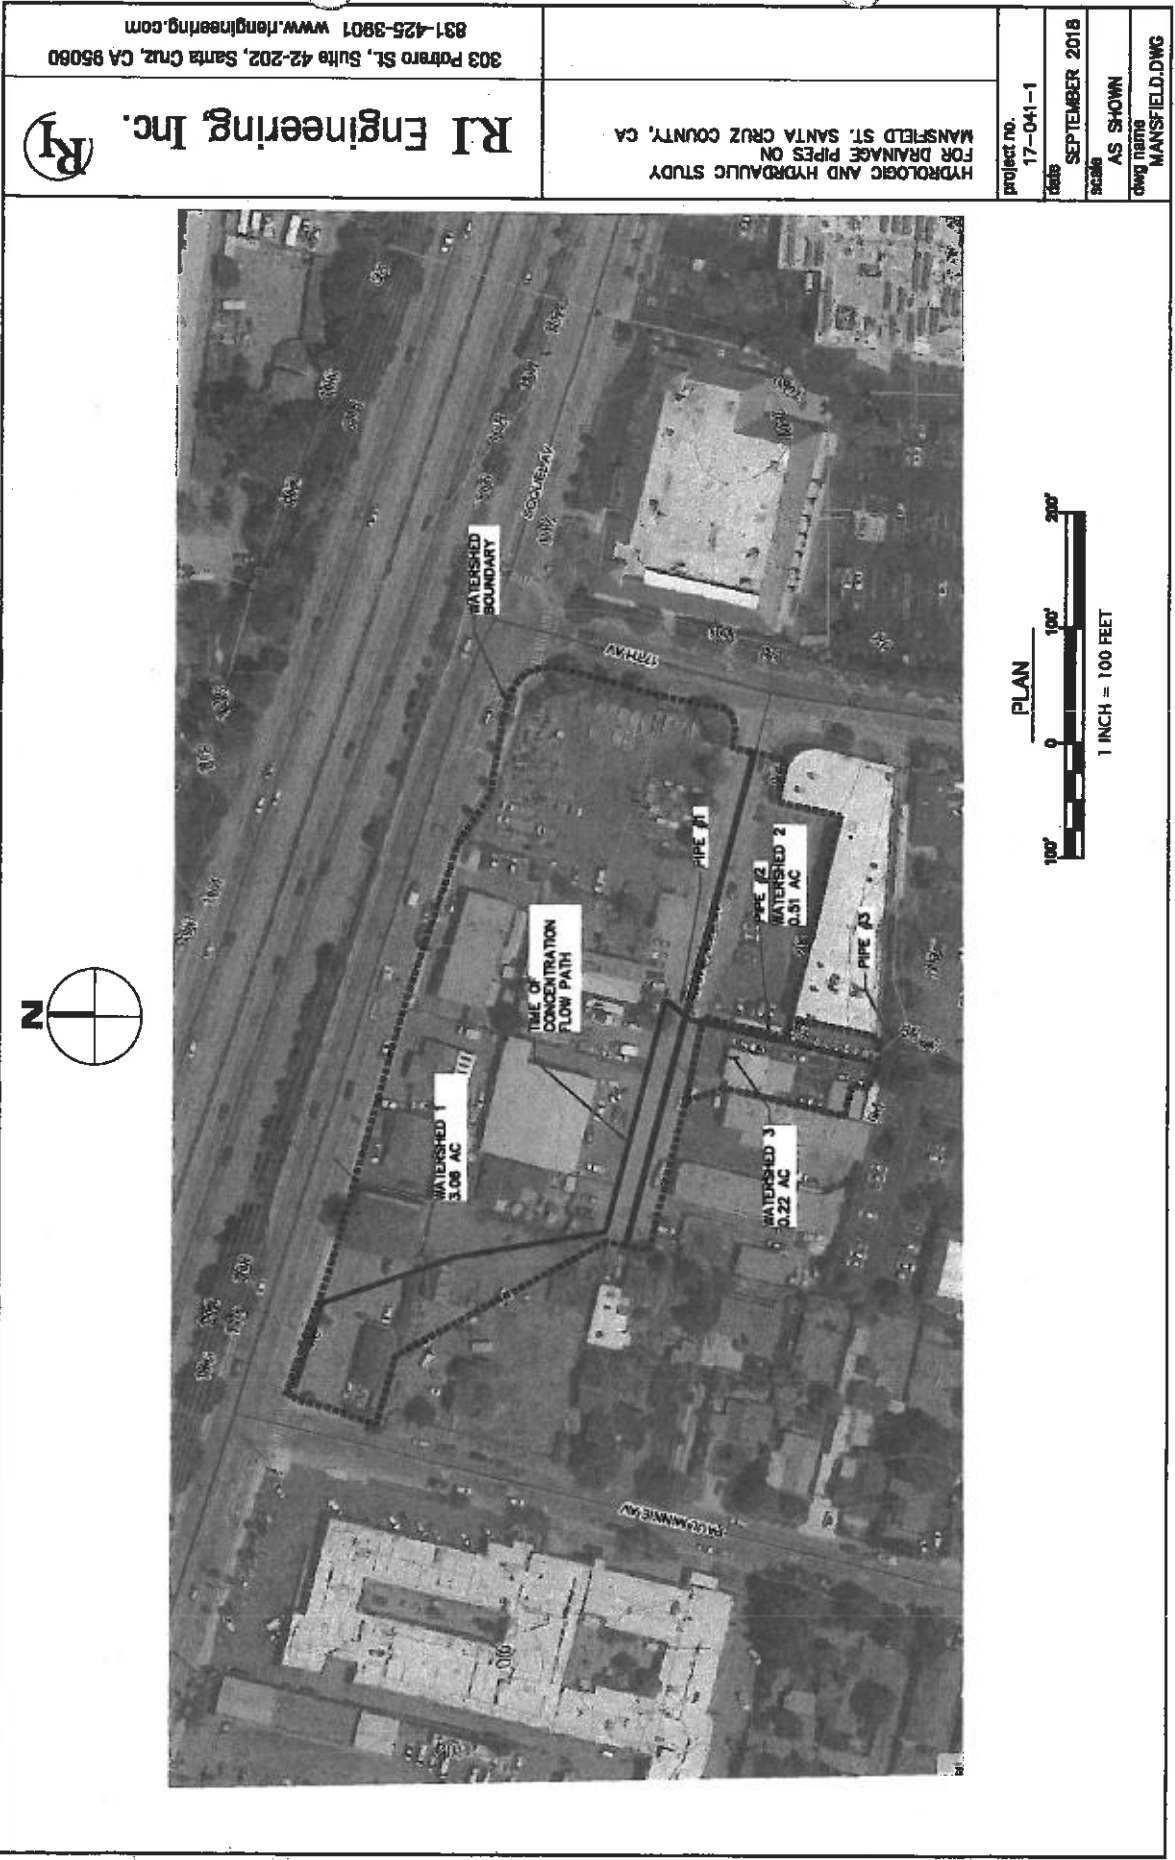 RI
R.I. Engineering, Inc.
303 Potrero St., Suite 42-202, Santa Cruz, CA 95060
831-425-3901 www.riengineering.com
HYDROLOGIC AND HYDRAULIC STUDY
FOR DRAINAGE PIPES ON
MANSFIELD ST. SANTA CRUZ COUNTY, CA
project no.
17-041-1
date
SEPTEMBER 2018
scale
AS SHOWN
dwg name
MANSFIELD.DWG
N
WATERSHED
BOUNDARY
SOQUEL AV
17TH AV
WATERSHED 1
3.06 AC
TIME OF
CONCENTRATION
FLOW PATH
PIPE #1
PIPE #2
WATERSHED 2
0.51 AC
PIPE #3
WATERSHED 3
0.22 AC
PAUL MINNIE AV
PLAN
100' 0 100' 200'
1 INCH = 100 FEET